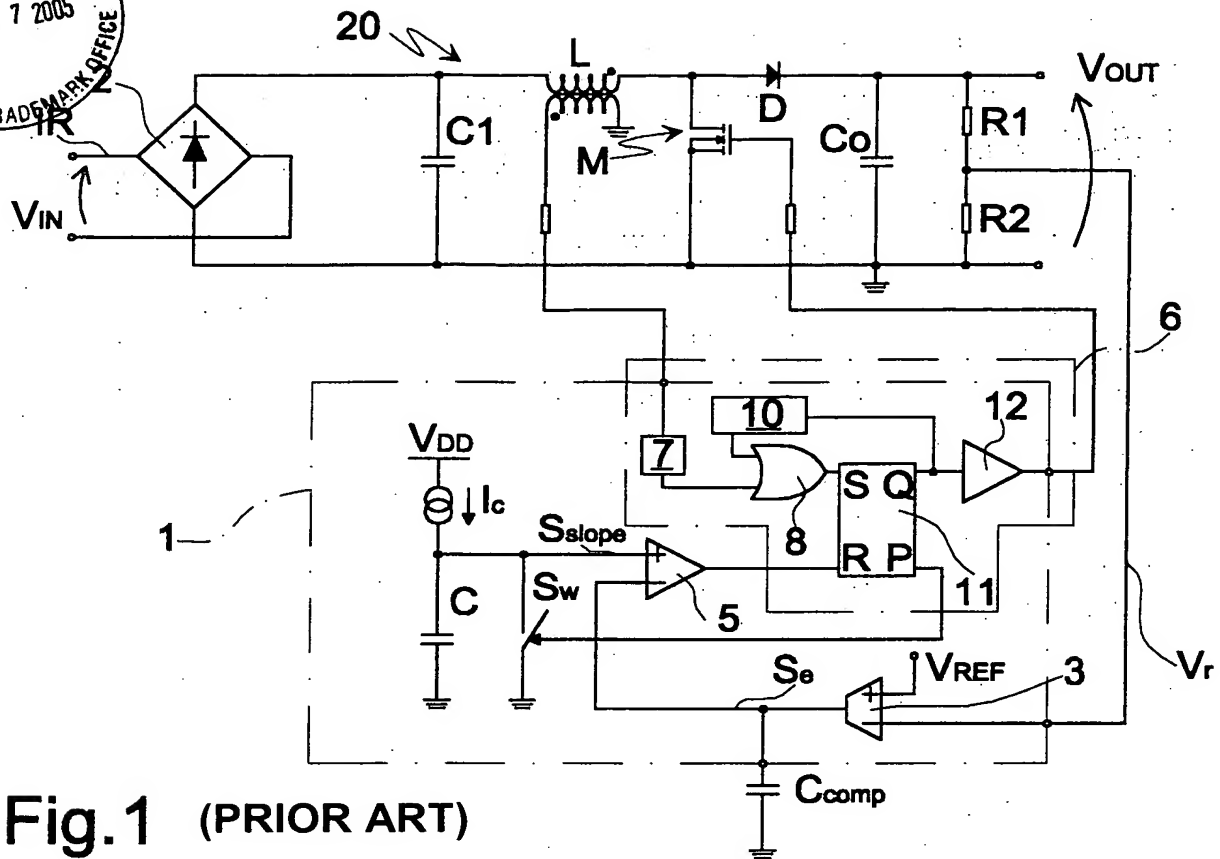 7 2005
TRADEMARK OFFICE
20
L
VOUT
2
IR
C1
D
R1
M
Co
VIN
R2
6
10
12
VDD
7
S Q
Ic
8
1
Sslope
R P
11
C
Sw
5
VREF
Se
3
Vr
Ccomp
Fig.1 (PRIOR ART)